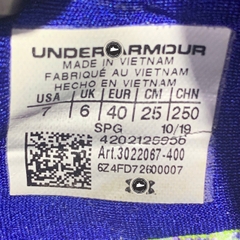 UNDER ARMOUR
MADE IN VIETNAM
FABRIQUÉ AU VIETNAM
HECHO EN VIETNAM
USA UK EUR CM CHN
7 6 40 25 250
SPG 10/19
4202125955
Art.3022067-400
6Z4FD72600007